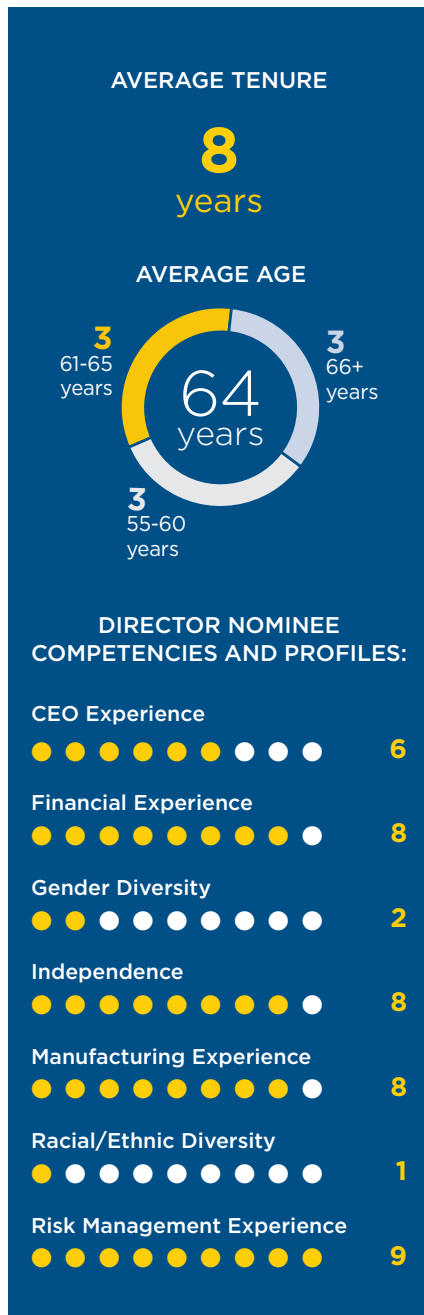 AVERAGE TENURE
8
years
AVERAGE AGE
3
61-65
years
3
66+
years
64
years
3
55-60
years
DIRECTOR NOMINEE
COMPETENCIES AND PROFILES:
CEO Experience
6
Financial Experience
8
Gender Diversity
2
Independence
8
Manufacturing Experience
8
Racial/Ethnic Diversity
1
Risk Management Experience
9